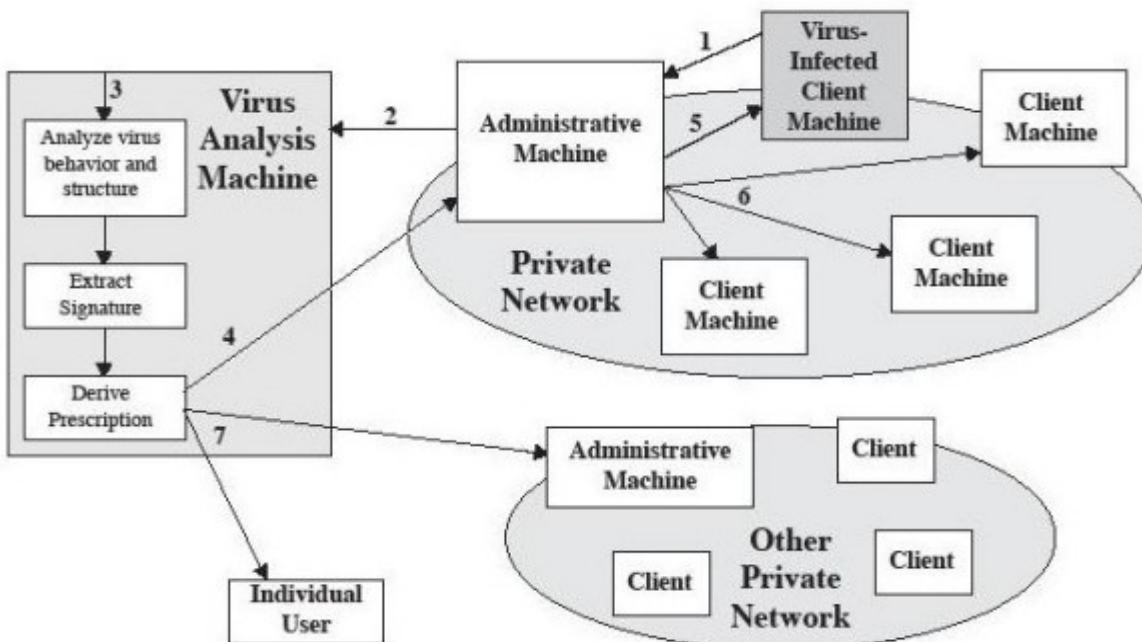 1
Virus-
Infected
Client
Machine
3
Virus
Analysis
Machine
Analyze virus
behavior and
structure
2
Administrative
Machine
5
Client
Machine
6
Extract
Signature
Private
Network
Client
Machine
Client
Machine
4
Derive
Prescription
7
Administrative
Machine
Client
Other
Private
Network
Client
Client
Individual
User